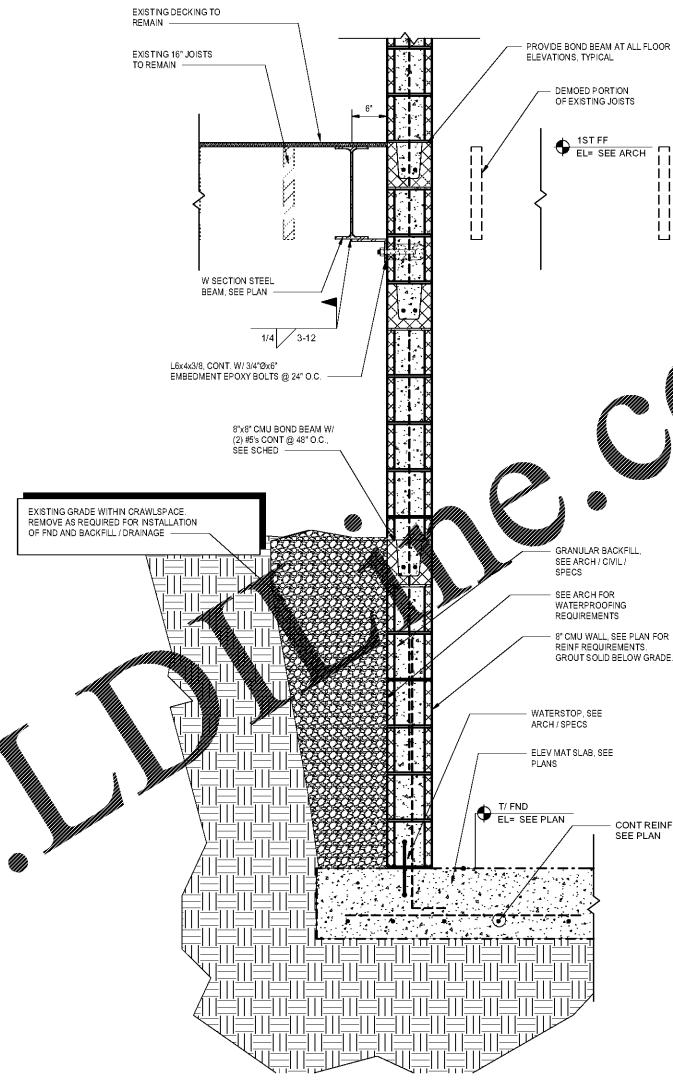 EXISTING DECKING TO
REMAIN
EXISTING 16" JOISTS
TO REMAIN
6"
PROVIDE BOND BEAM AT ALL FLOOR
ELEVATIONS, TYPICAL
DEMOED PORTION
OF EXISTING JOISTS
1ST FF
EL= SEE ARCH
W SECTION STEEL
BEAM, SEE PLAN
1/4 3-12
L6x4x3/8, CONT. W/ 3/4"Øx6"
EMBEDMENT EPOXY BOLTS @ 24" O.C.
8"x8" CMU BOND BEAM W/
(2) #5's CONT @ 48" O.C.,
SEE SCHED
EXISTING GRADE WITHIN CRAWLSPACE.
REMOVE AS REQUIRED FOR INSTALLATION
OF FND AND BACKFILL / DRAINAGE
GRANULAR BACKFILL,
SEE ARCH / CIVIL /
SPECS
SEE ARCH FOR
WATERPROOFING
REQUIREMENTS
8" CMU WALL, SEE PLAN FOR
REINF REQUIREMENTS.
GROUT SOLID BELOW GRADE.
WATERSTOP, SEE
ARCH / SPECS
ELEV MAT SLAB, SEE
PLANS
T/ FND
EL= SEE PLAN
CONT REINF
SEE PLAN
.LDILine.co